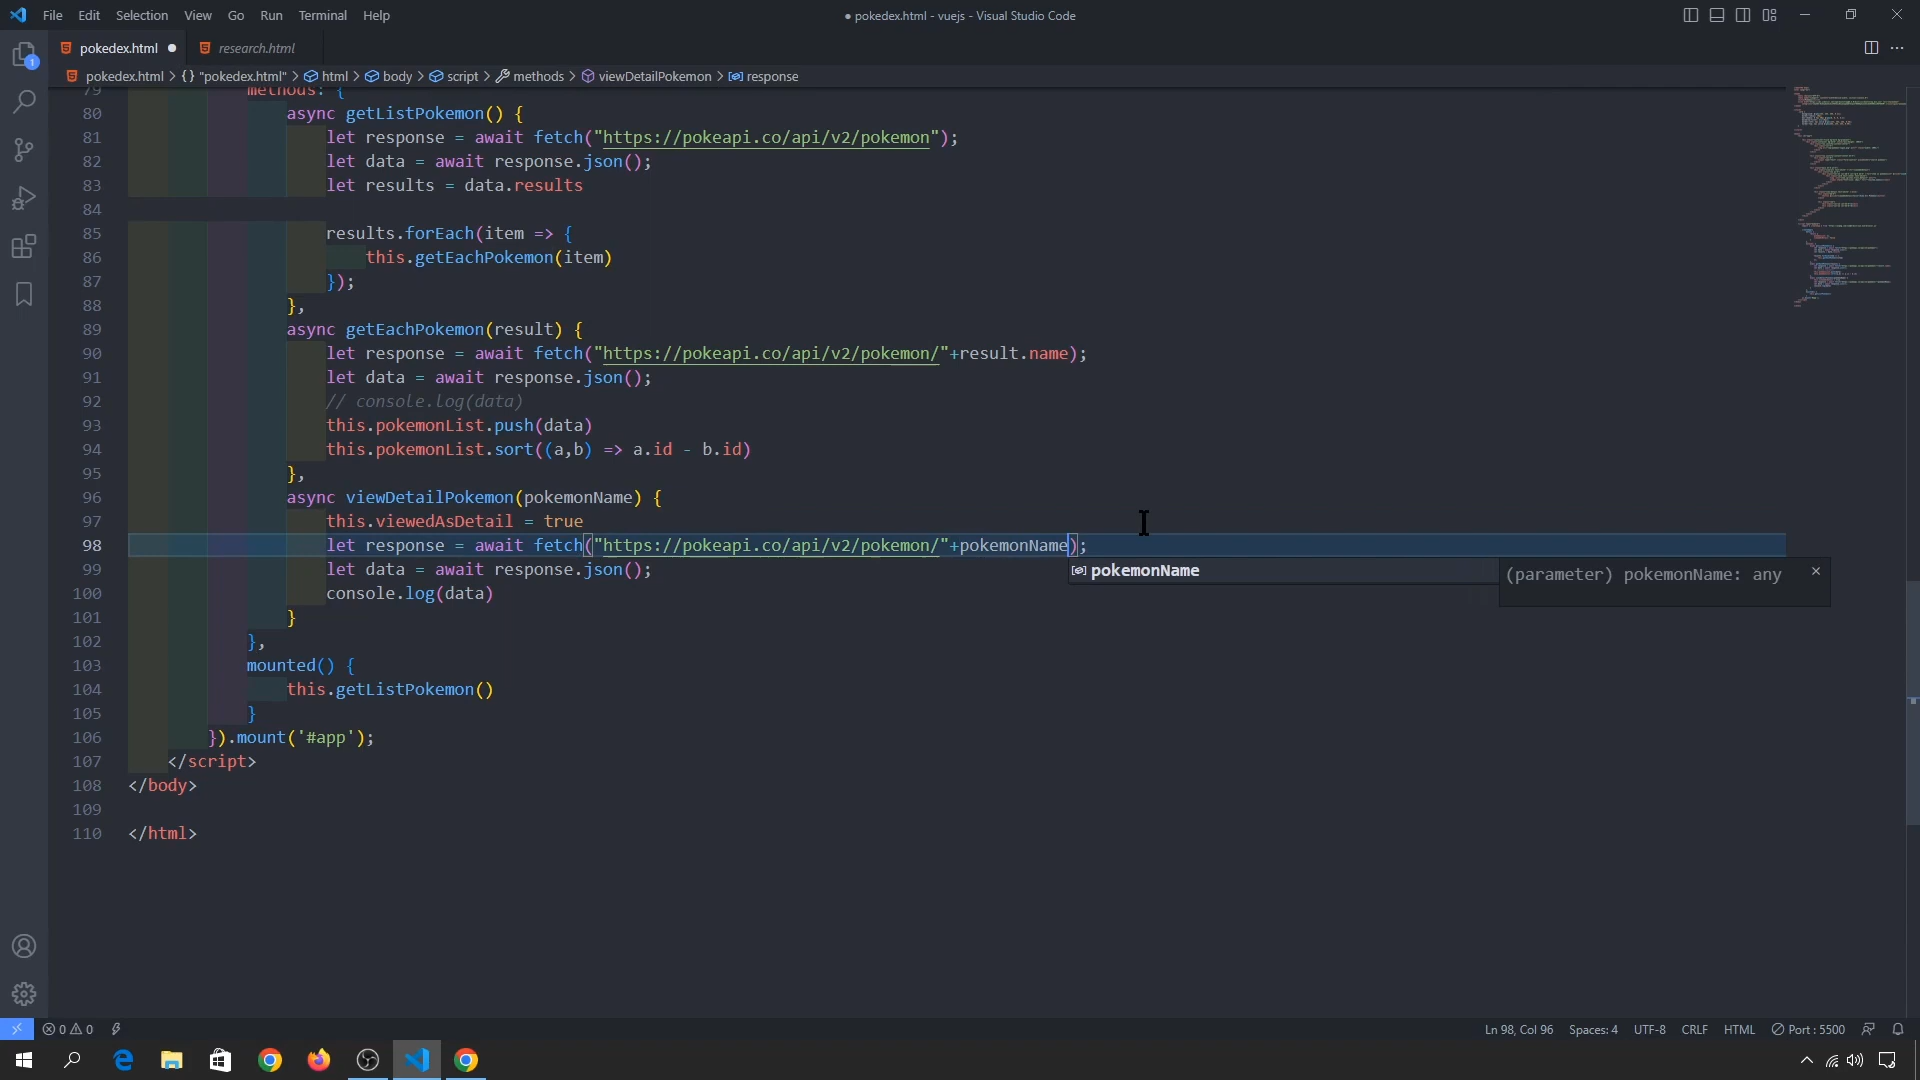 File Edit Selection View Go Run Terminal Help
● pokedex.html - vuejs - Visual Studio Code
pokedex.html ● research.html
pokedex.html > {} "pokedex.html" > html > body > script > methods > viewDetailPokemon > response
79 methods: {
80 async getListPokemon() {
81 let response = await fetch("https://pokeapi.co/api/v2/pokemon");
82 let data = await response.json();
83 let results = data.results
84
85 results.forEach(item => {
86 this.getEachPokemon(item)
87 });
88 },
89 async getEachPokemon(result) {
90 let response = await fetch("https://pokeapi.co/api/v2/pokemon/"+result.name);
91 let data = await response.json();
92 // console.log(data)
93 this.pokemonList.push(data)
94 this.pokemonList.sort((a,b) => a.id - b.id)
95 },
96 async viewDetailPokemon(pokemonName) {
97 this.viewedAsDetail = true
98 let response = await fetch("https://pokeapi.co/api/v2/pokemon/"+pokemonName);
99 let data = await response.json();
pokemonName
(parameter) pokemonName: any
100 console.log(data)
101 }
102 },
103 mounted() {
104 this.getListPokemon()
105 }
106 }).mount('#app');
107 </script>
108 </body>
109
110 </html>
1
0 0
Ln 98, Col 96 Spaces: 4 UTF-8 CRLF HTML Port : 5500